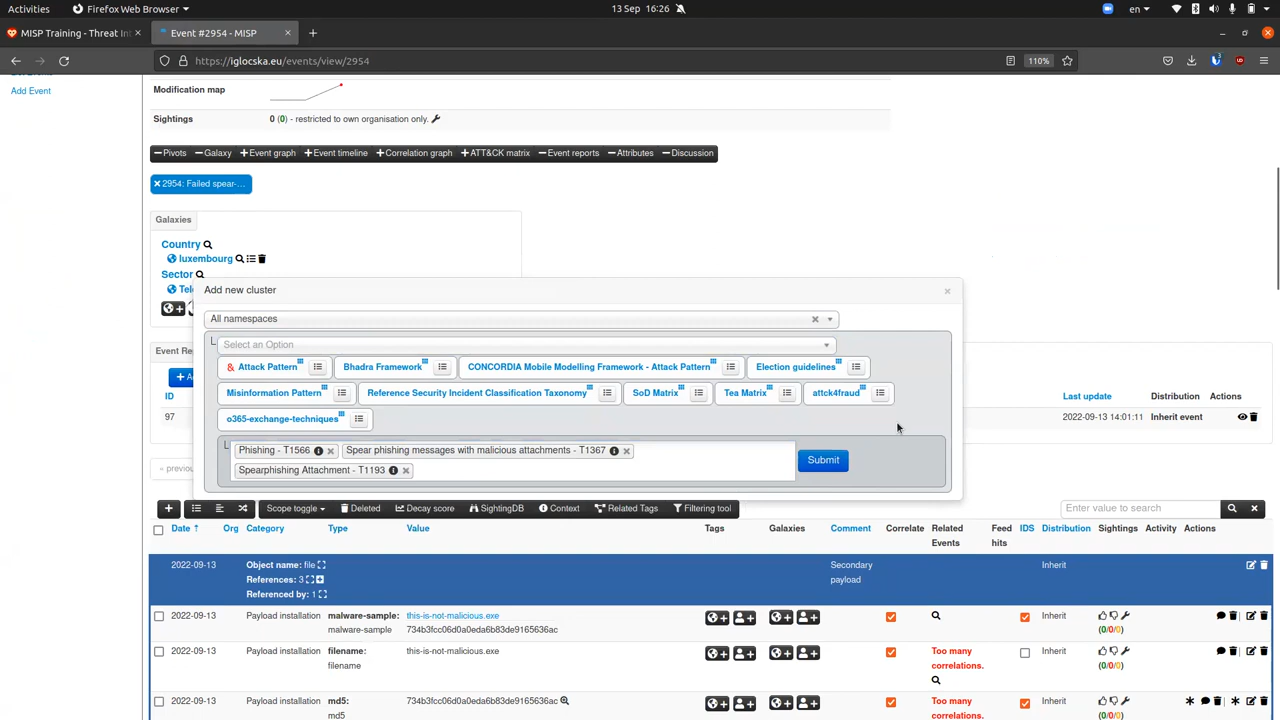 Activities Firefox Web Browser 13 Sep 16:26 en
MISP Training - Threat In Event #2954 - MISP
https://iglocska.eu/events/view/2954 110%
Add Event
Modification map
Sightings 0 (0) - restricted to own organisation only.
Pivots Galaxy Event graph Event timeline Correlation graph ATT&CK matrix Event reports Attributes Discussion
2954: Failed spear-...
Galaxies
Country
luxembourg
Sector
Tel
Add new cluster
All namespaces
Select an Option
& Attack Pattern Bhadra Framework CONCORDIA Mobile Modelling Framework - Attack Pattern Election guidelines
Misinformation Pattern Reference Security Incident Classification Taxonomy SoD Matrix Tea Matrix attck4fraud
o365-exchange-techniques
Phishing - T1566 Spear phishing messages with malicious attachments - T1367
Spearphishing Attachment - T1193
Submit
Event Re
ID Last update Distribution Actions
97 2022-09-13 14:01:11 Inherit event
« previou
Scope toggle Deleted Decay score SightingDB Context Related Tags Filtering tool Enter value to search
Date Org Category Type Value Tags Galaxies Comment Correlate Related Events Feed hits IDS Distribution Sightings Activity Actions
2022-09-13 Object name: file Secondary payload Inherit
References: 3
Referenced by: 1
2022-09-13 Payload installation malware-sample: this-is-not-malicious.exe Inherit
malware-sample 734b3fcc06d0a0eda6b83de9165636ac (0/0/0)
2022-09-13 Payload installation filename: this-is-not-malicious.exe Too many correlations. Inherit
filename (0/0/0)
2022-09-13 Payload installation md5: 734b3fcc06d0a0eda6b83de9165636ac Too many correlations. Inherit
md5 (0/0/0)